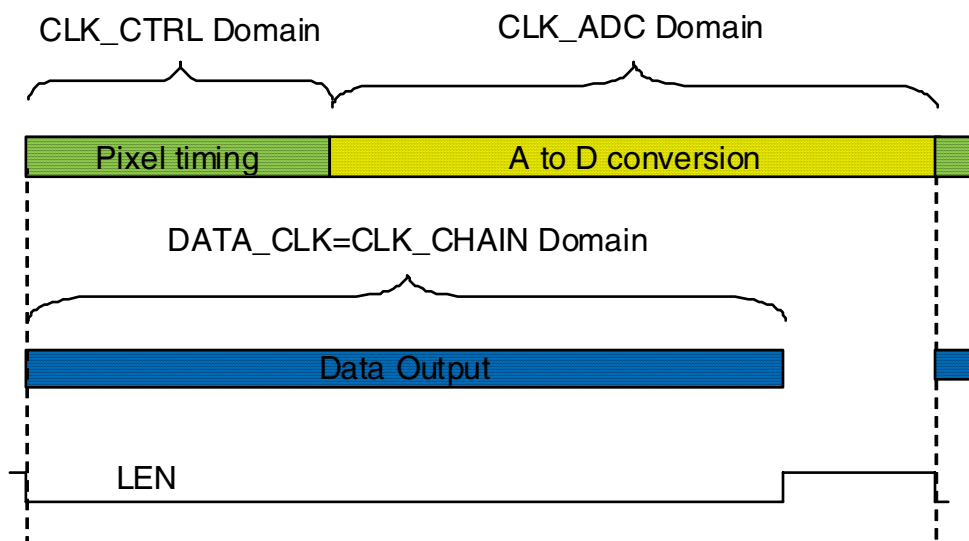 CLK_CTRL Domain
CLK_ADC Domain
Pixel timing
A to D conversion
DATA_CLK=CLK_CHAIN Domain
Data Output
LEN